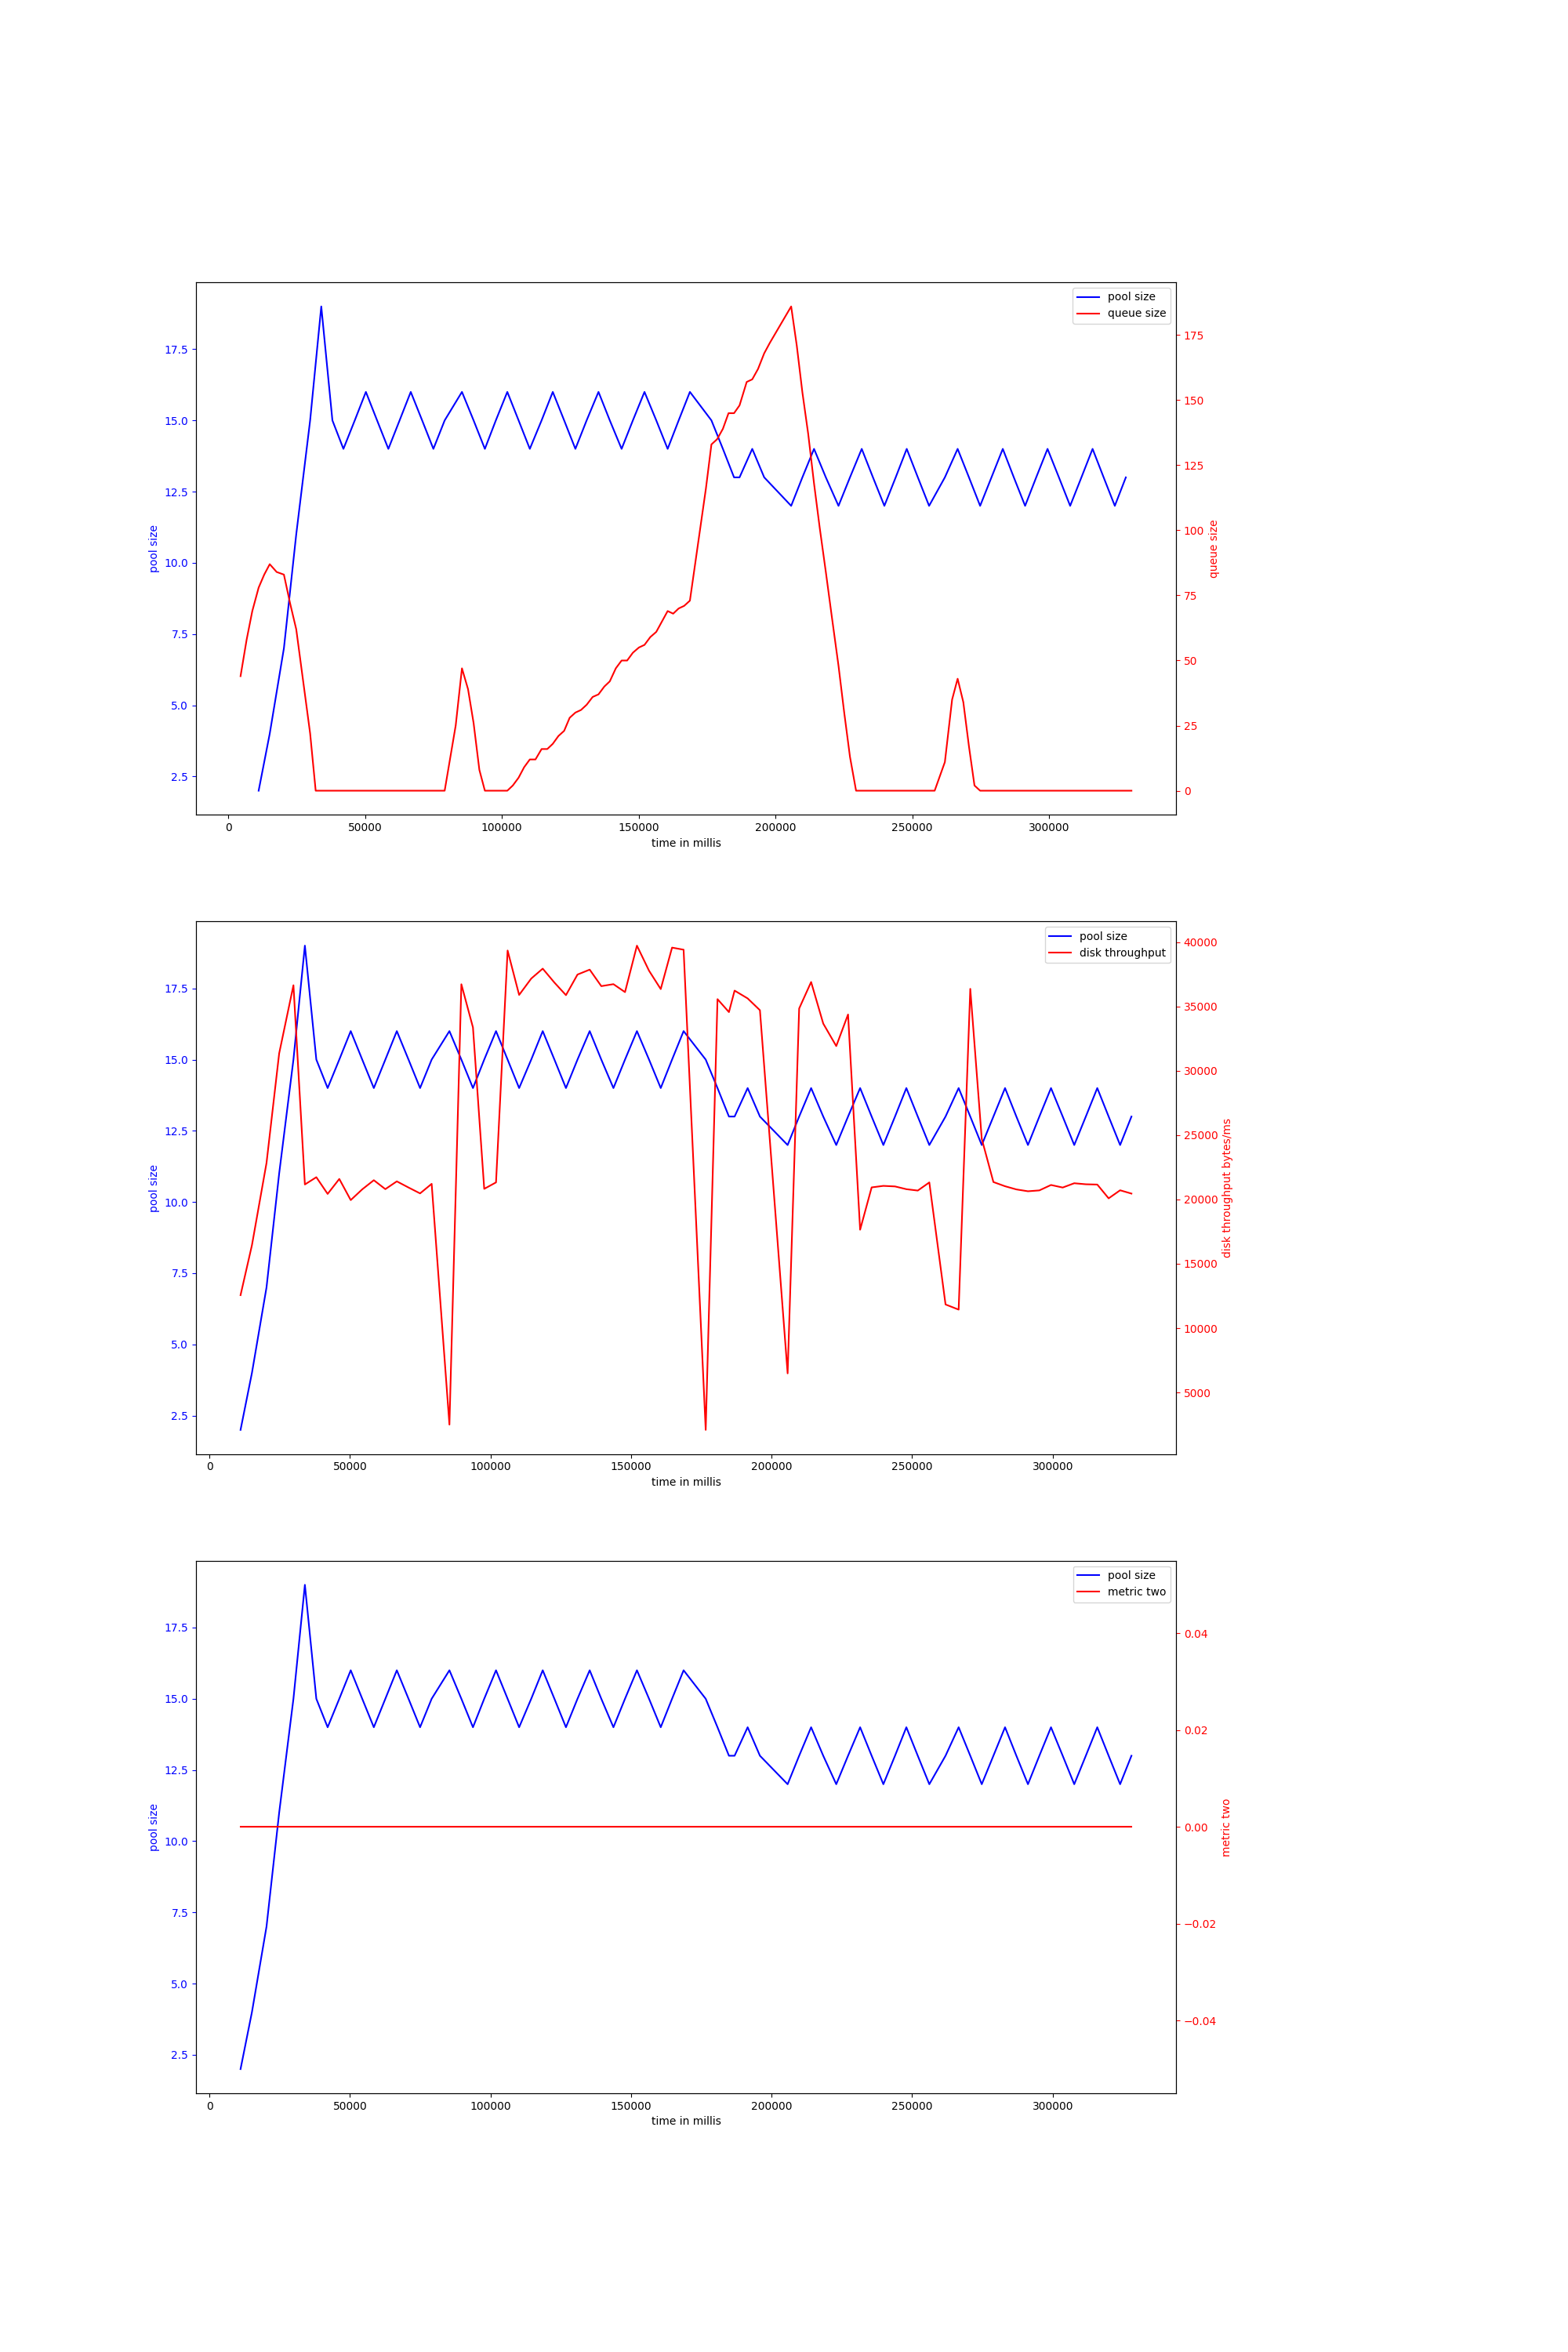 pool size
queue size
17.5
15.0
12.5
10.0
7.5
5.0
2.5
pool size
175
150
125
100
75
50
25
0
queue size
0 50000 100000 150000 200000 250000 300000
time in millis
pool size
disk throughput
17.5
15.0
12.5
10.0
7.5
5.0
2.5
pool size
40000
35000
30000
25000
20000
15000
10000
5000
disk throughput bytes/ms
0 50000 100000 150000 200000 250000 300000
time in millis
pool size
metric two
17.5
15.0
12.5
10.0
7.5
5.0
2.5
pool size
0.04
0.02
0.00
−0.02
−0.04
metric two
0 50000 100000 150000 200000 250000 300000
time in millis